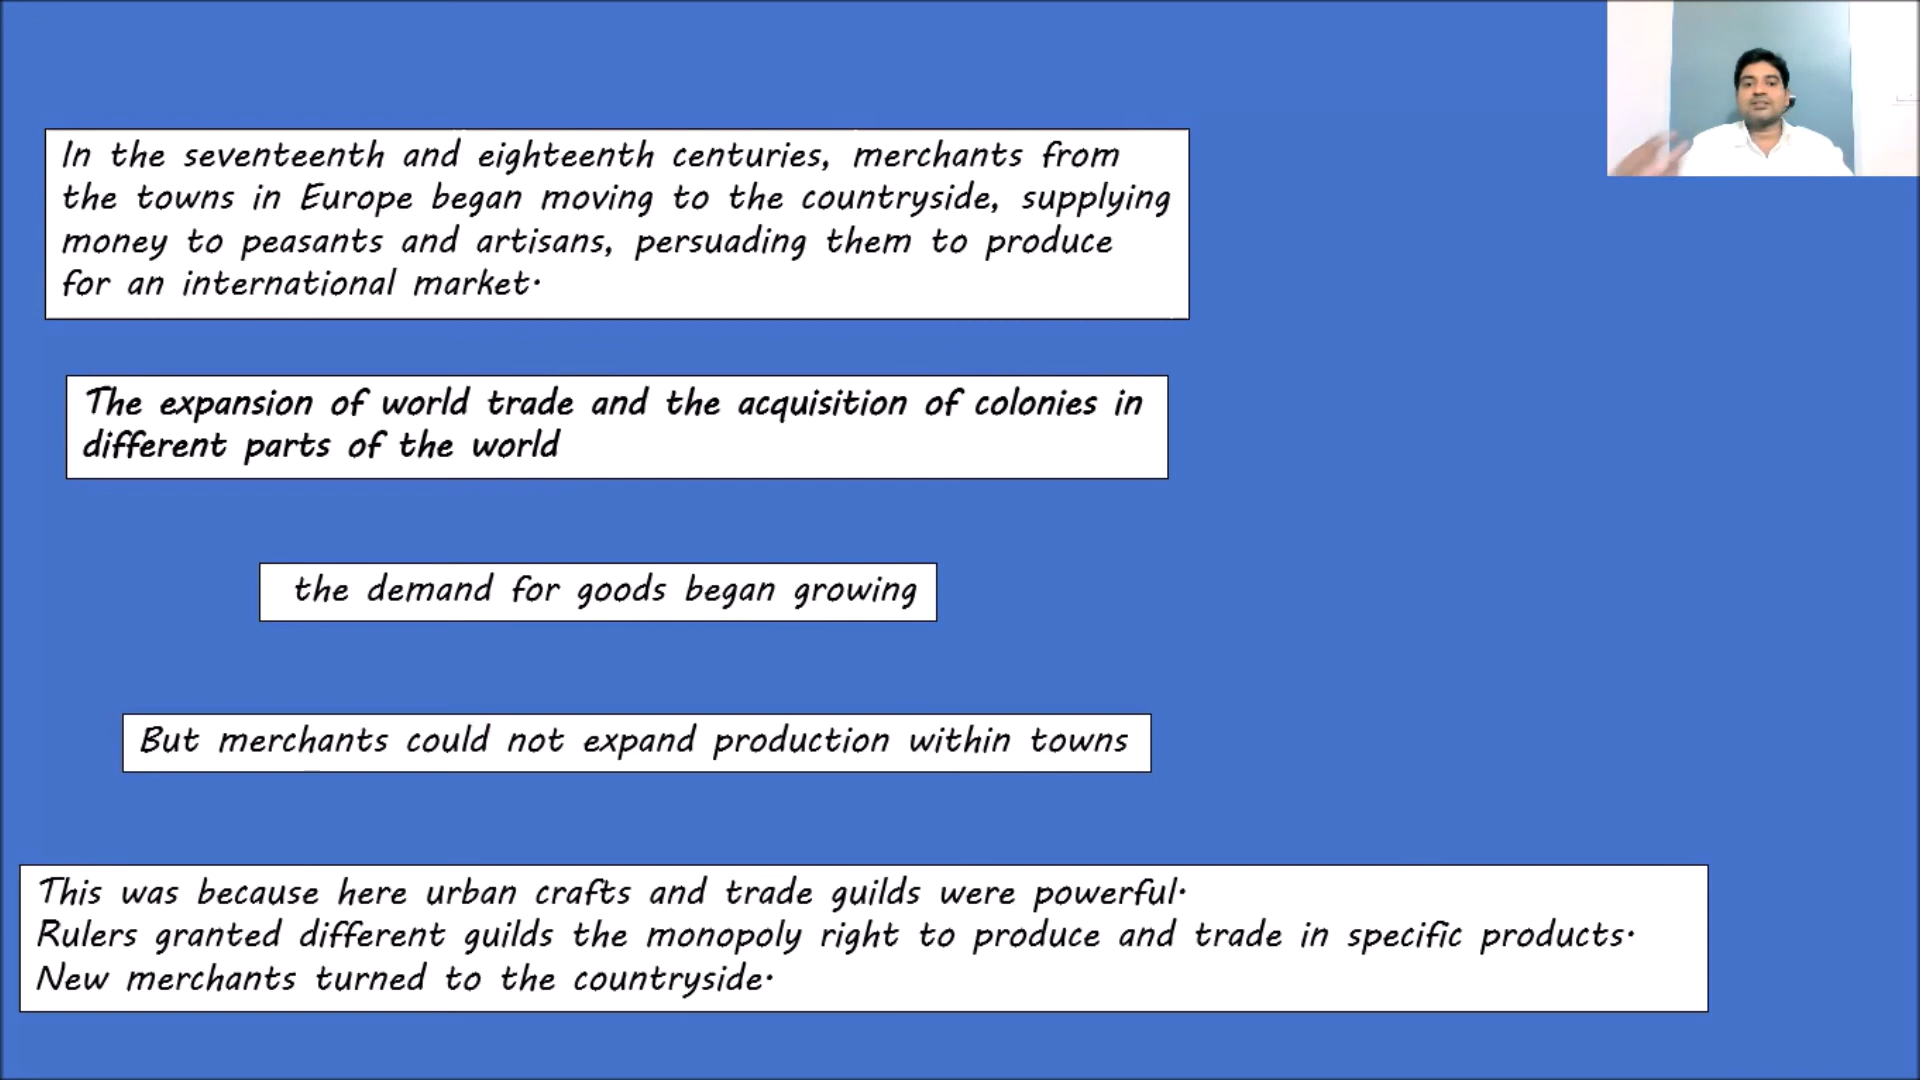 In the seventeenth and eighteenth centuries, merchants from
the towns in Europe began moving to the countryside, supplying
money to peasants and artisans, persuading them to produce
for an international market.
The expansion of world trade and the acquisition of colonies in
different parts of the world
the demand for goods began growing
But merchants could not expand production within towns
This was because here urban crafts and trade guilds were powerful.
Rulers granted different guilds the monopoly right to produce and trade in specific products.
New merchants turned to the countryside.